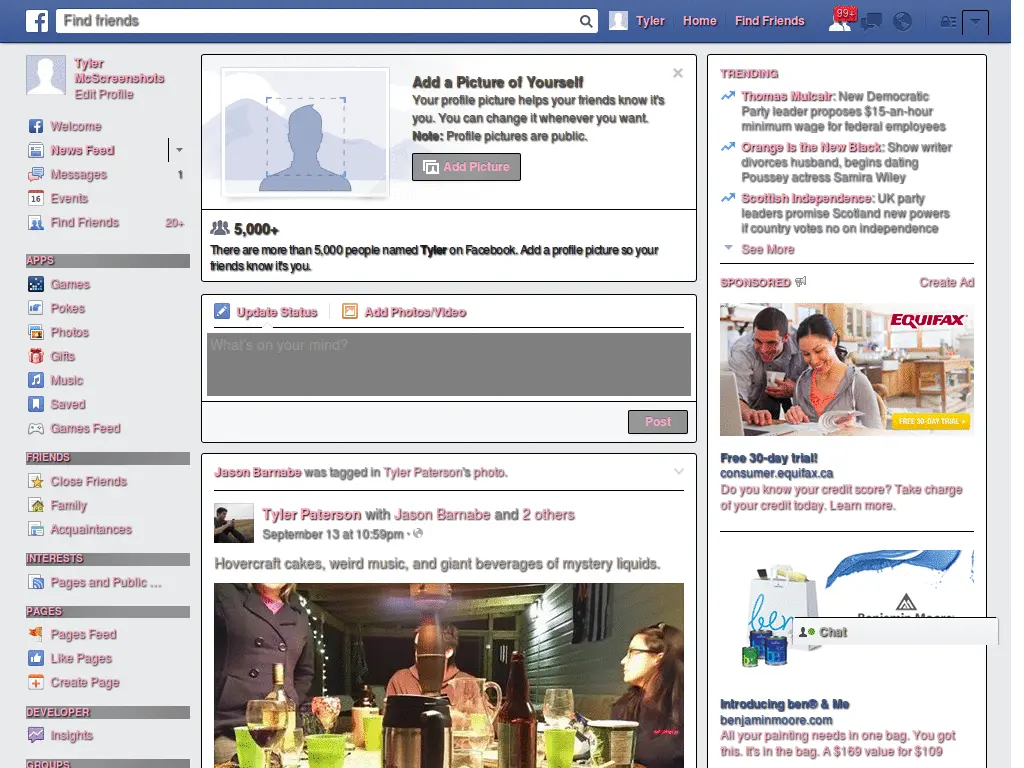 Find friends
Tyler
Home
Find Friends
99+
Tyler
McScreenshots
Edit Profile
Welcome
News Feed
Messages 1
16 Events
Find Friends 20+
APPS
Games
Pokes
Photos
Gifts
Music
Saved
Games Feed
FRIENDS
Close Friends
Family
Acquaintances
INTERESTS
Pages and Public ...
PAGES
Pages Feed
Like Pages
Create Page
DEVELOPER
Insights
GROUPS
Add a Picture of Yourself
Your profile picture helps your friends know it's
you. You can change it whenever you want.
Note: Profile pictures are public.
Add Picture
5,000+
There are more than 5,000 people named Tyler on Facebook. Add a profile picture so your
friends know it's you.
Update Status
Add Photos/Video
What's on your mind?
Post
Jason Barnabe was tagged in Tyler Paterson's photo.
Tyler Paterson with Jason Barnabe and 2 others
September 13 at 10:59pm ·
Hovercraft cakes, weird music, and giant beverages of mystery liquids.
TRENDING
Thomas Mulcair: New Democratic
Party leader proposes $15-an-hour
minimum wage for federal employees
Orange Is the New Black: Show writer
divorces husband, begins dating
Poussey actress Samira Wiley
Scottish Independence: UK party
leaders promise Scotland new powers
if country votes no on independence
See More
SPONSORED
Create Ad
EQUIFAX
FREE 30-DAY TRIAL
Free 30-day trial!
consumer.equifax.ca
Do you know your credit score? Take charge
of your credit today. Learn more.
ben
Benjamin Moore
Chat
Introducing ben® & Me
benjaminmoore.com
All your painting needs in one bag. You got
this. It's in the bag. A $169 value for $109